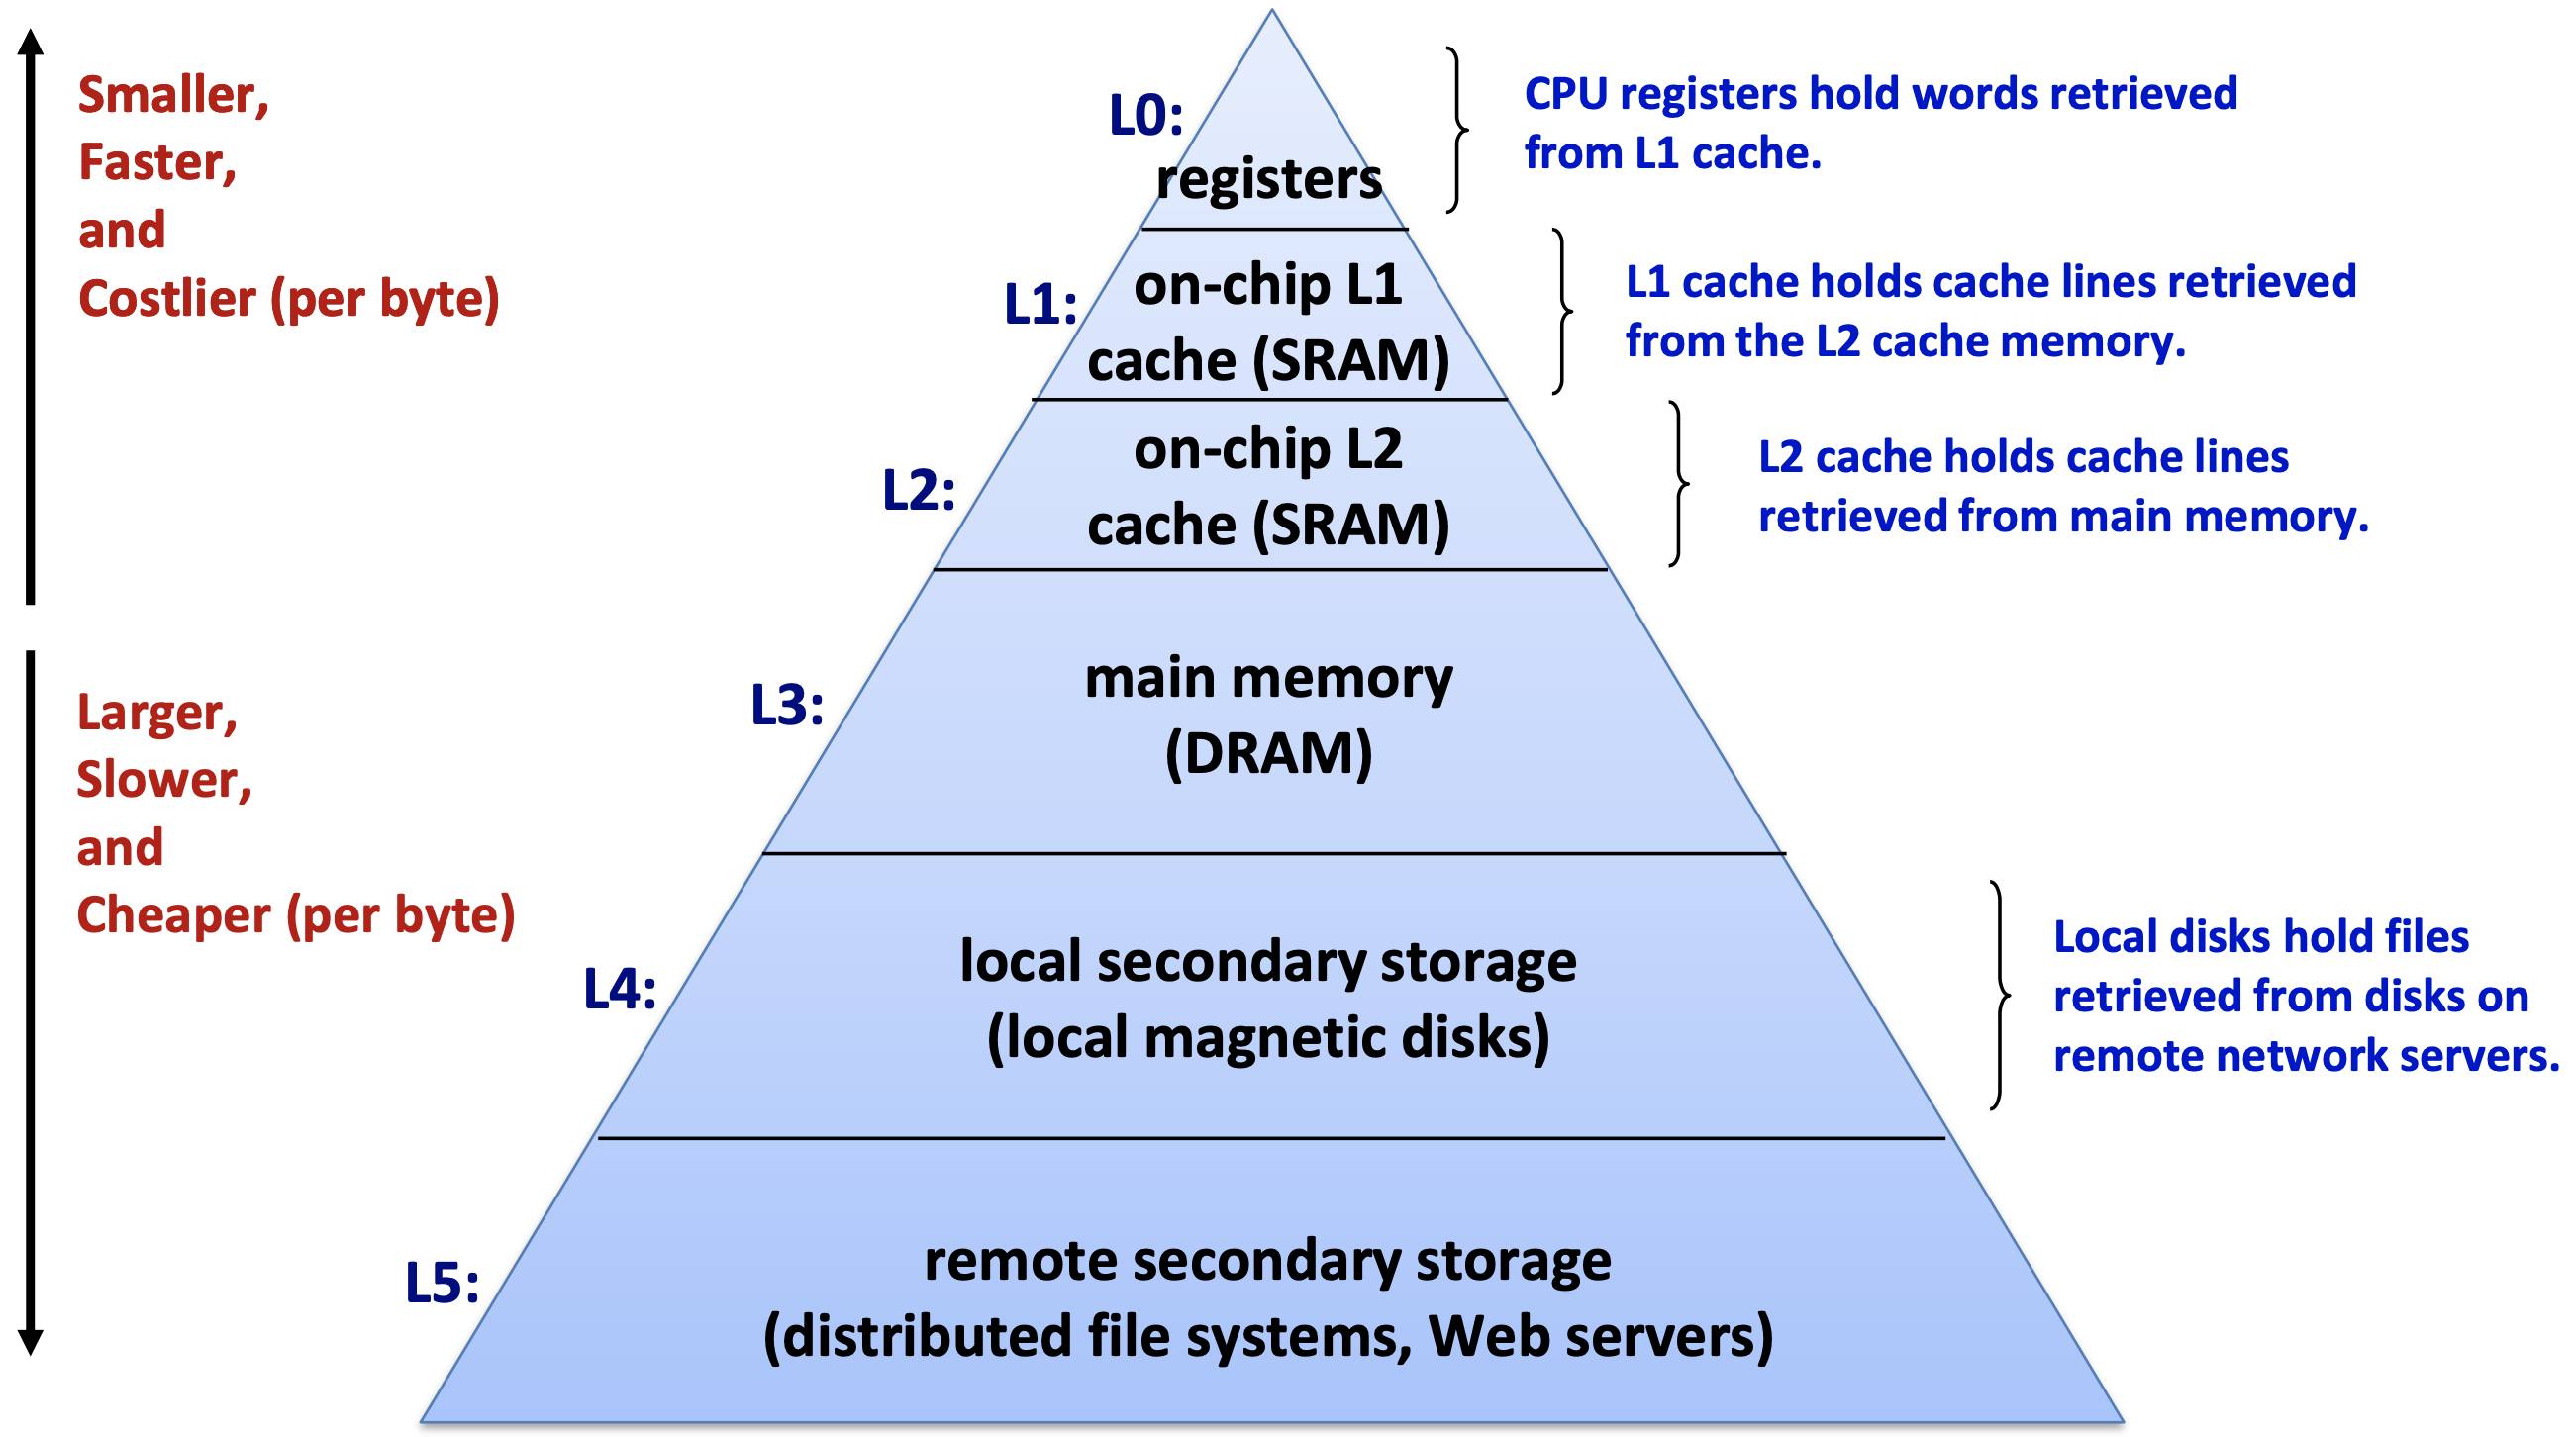 Smaller,
Faster,
and
Costlier (per byte)
Larger,
Slower,
and
Cheaper (per byte)
L0:
registers
CPU registers hold words retrieved
from L1 cache.
L1:
on-chip L1
cache (SRAM)
L1 cache holds cache lines retrieved
from the L2 cache memory.
L2:
on-chip L2
cache (SRAM)
L2 cache holds cache lines
retrieved from main memory.
L3:
main memory
(DRAM)
L4:
local secondary storage
(local magnetic disks)
Local disks hold files
retrieved from disks on
remote network servers.
L5:
remote secondary storage
(distributed file systems, Web servers)